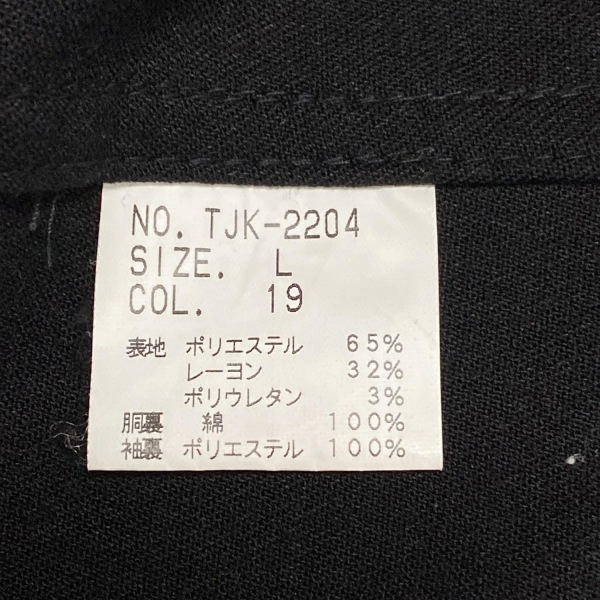 NO. TJK-2204
SIZE. L
COL. 19
表地 ポリエステル 65%
レーヨン 32%
ポリウレタン 3%
胴裏 綿 100%
袖裏 ポリエステル 100%